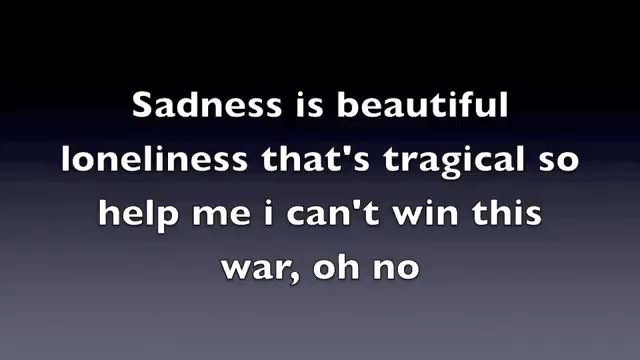 Sadness is beautiful
loneliness that's tragical so
help me i can't win this
war, oh no